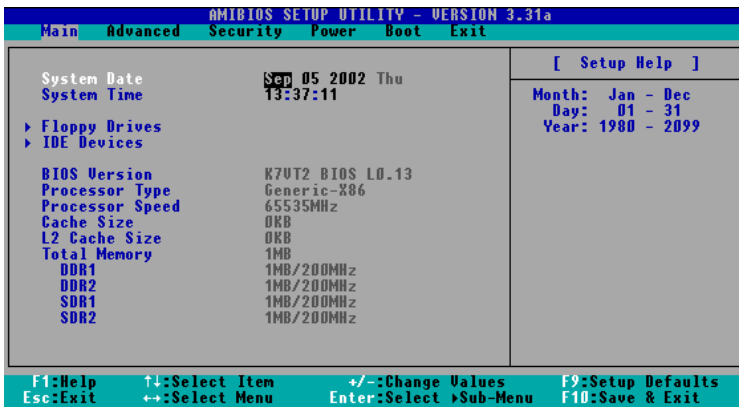 AMIBIOS SETUP UTILITY – VERSION 3.31a
Main Advanced Security Power Boot Exit
[ Setup Help ]
System Date Sep 05 2002 Thu
System Time 13:37:11
Month: Jan - Dec
Day: 01 - 31
Year: 1980 - 2099
▸ Floppy Drives
▸ IDE Devices
BIOS Version K7VT2 BIOS L0.13
Processor Type Generic-X86
Processor Speed 65535MHz
Cache Size 0KB
L2 Cache Size 0KB
Total Memory 1MB
DDR1 1MB/200MHz
DDR2 1MB/200MHz
SDR1 1MB/200MHz
SDR2 1MB/200MHz
F1:Help ↑↓:Select Item +/-:Change Values F9:Setup Defaults
Esc:Exit ↔:Select Menu Enter:Select ▸Sub-Menu F10:Save & Exit